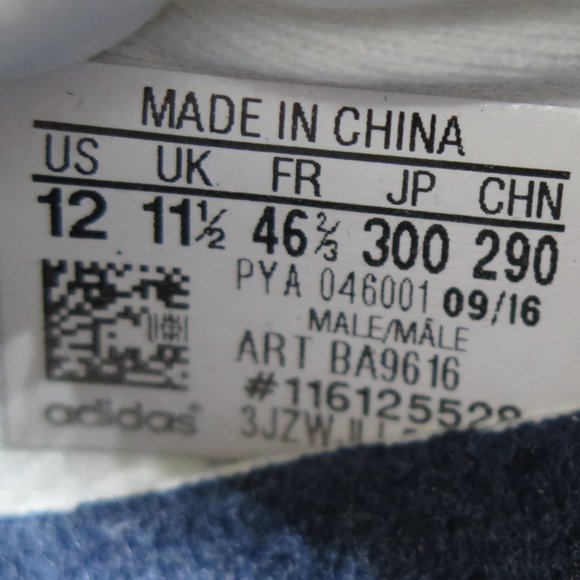 MADE IN CHINA
US UK FR JP CHN
12 11½ 46⅔ 300 290
PYA 046001 09/16
MALE/MÂLE
ART BA9616
#116125528
adidas